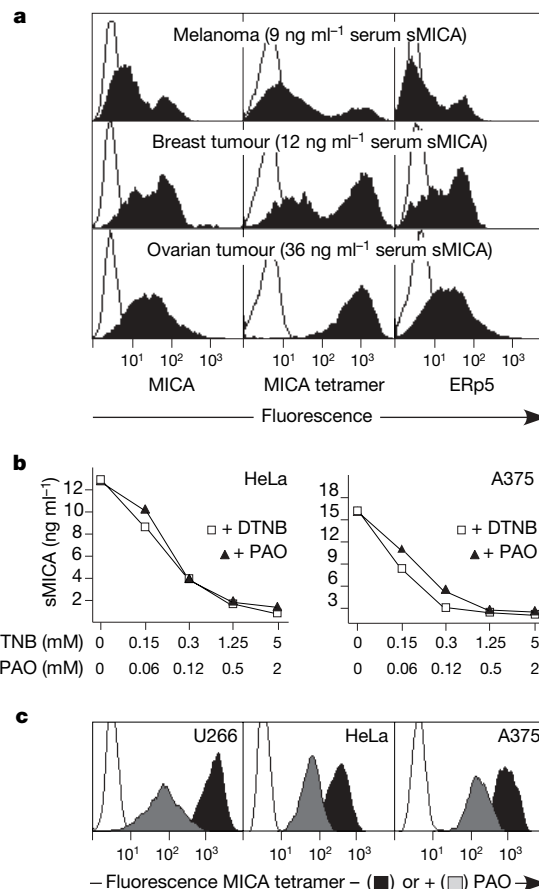 a
Melanoma (9 ng ml⁻¹ serum sMICA)
Breast tumour (12 ng ml⁻¹ serum sMICA)
Ovarian tumour (36 ng ml⁻¹ serum sMICA)
10¹ 10² 10³ 10¹ 10² 10³ 10¹ 10² 10³
MICA MICA tetramer ERp5
Fluorescence
b
HeLa A375
sMICA (ng ml⁻¹)
12
10
8
6
4
2
+ DTNB
+ PAO
18
15
12
9
6
3
+ DTNB
+ PAO
TNB (mM) 0 0.15 0.3 1.25 5 0 0.15 0.3 1.25 5
PAO (mM) 0 0.06 0.12 0.5 2 0 0.06 0.12 0.5 2
c
U266 HeLa A375
10¹ 10² 10³ 10¹ 10² 10³ 10¹ 10² 10³
Fluorescence MICA tetramer – (■) or + (■) PAO